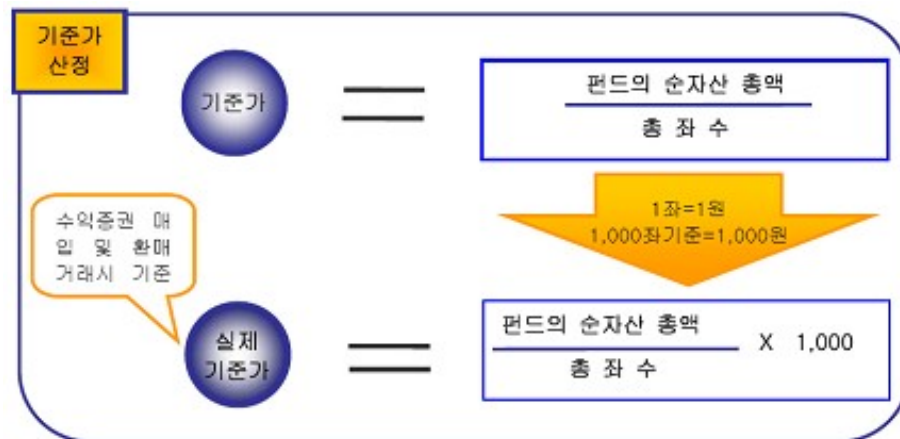 기준가
산정
기준가
펀드의 순자산 총액
총 좌 수
1좌=1원
1,000좌기준=1,000원
수익증권 매
입 및 환매
거래시 기준
실제
기준가
펀드의 순자산 총액
총 좌 수
X 1,000